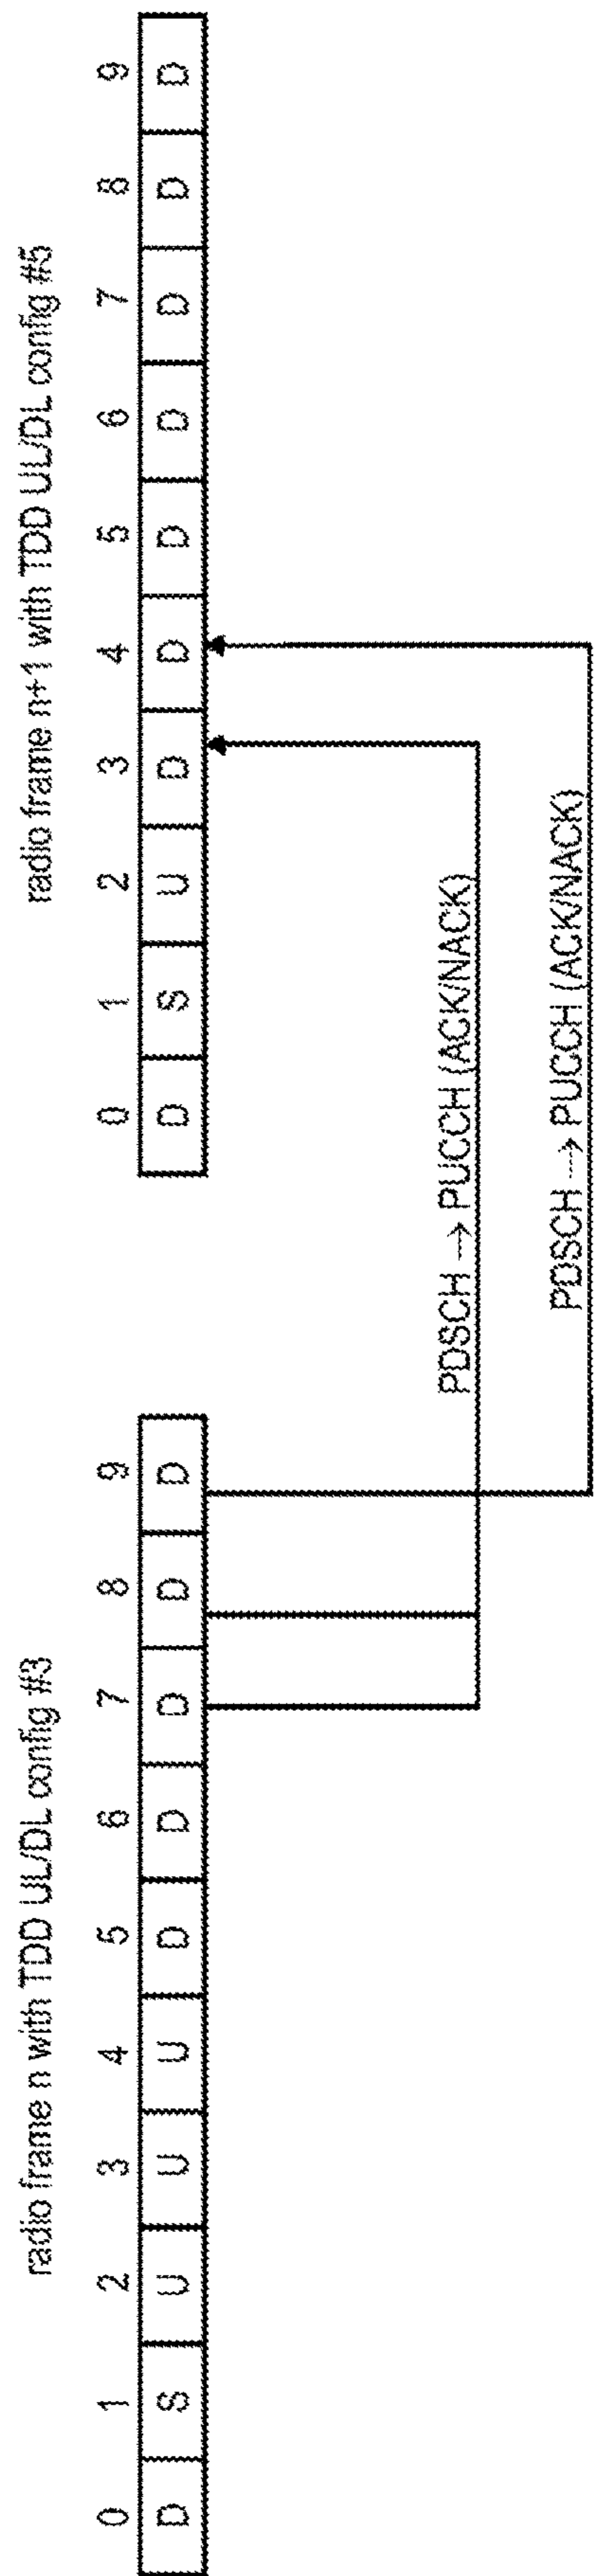 radio frame n with TDD UL/DL config #3
0 1 2 3 4 5 6 7 8 9
D S U U U D D D D D
radio frame n+1 with TDD UL/DL config #5
0 1 2 3 4 5 6 7 8 9
D S U D D D D D D D
PDSCH → PUCCH (ACK/NACK)
PDSCH → PUCCH (ACK/NACK)